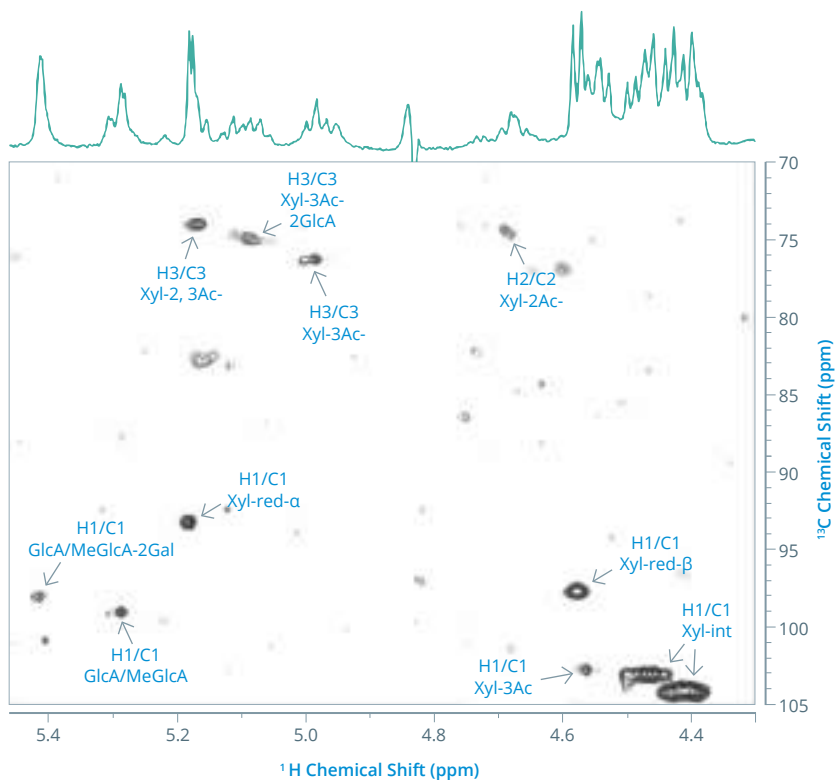 H3/C3
Xyl-3Ac-
2GlcA
H3/C3
Xyl-2, 3Ac-
H3/C3
Xyl-3Ac-
H2/C2
Xyl-2Ac-
H1/C1
Xyl-red-α
H1/C1
GlcA/MeGlcA-2Gal
H1/C1
GlcA/MeGlcA
H1/C1
Xyl-red-β
H1/C1
Xyl-int
H1/C1
Xyl-3Ac
70
75
80
85
90
95
100
105
¹³C Chemical Shift (ppm)
5.4
5.2
5.0
4.8
4.6
4.4
¹H Chemical Shift (ppm)